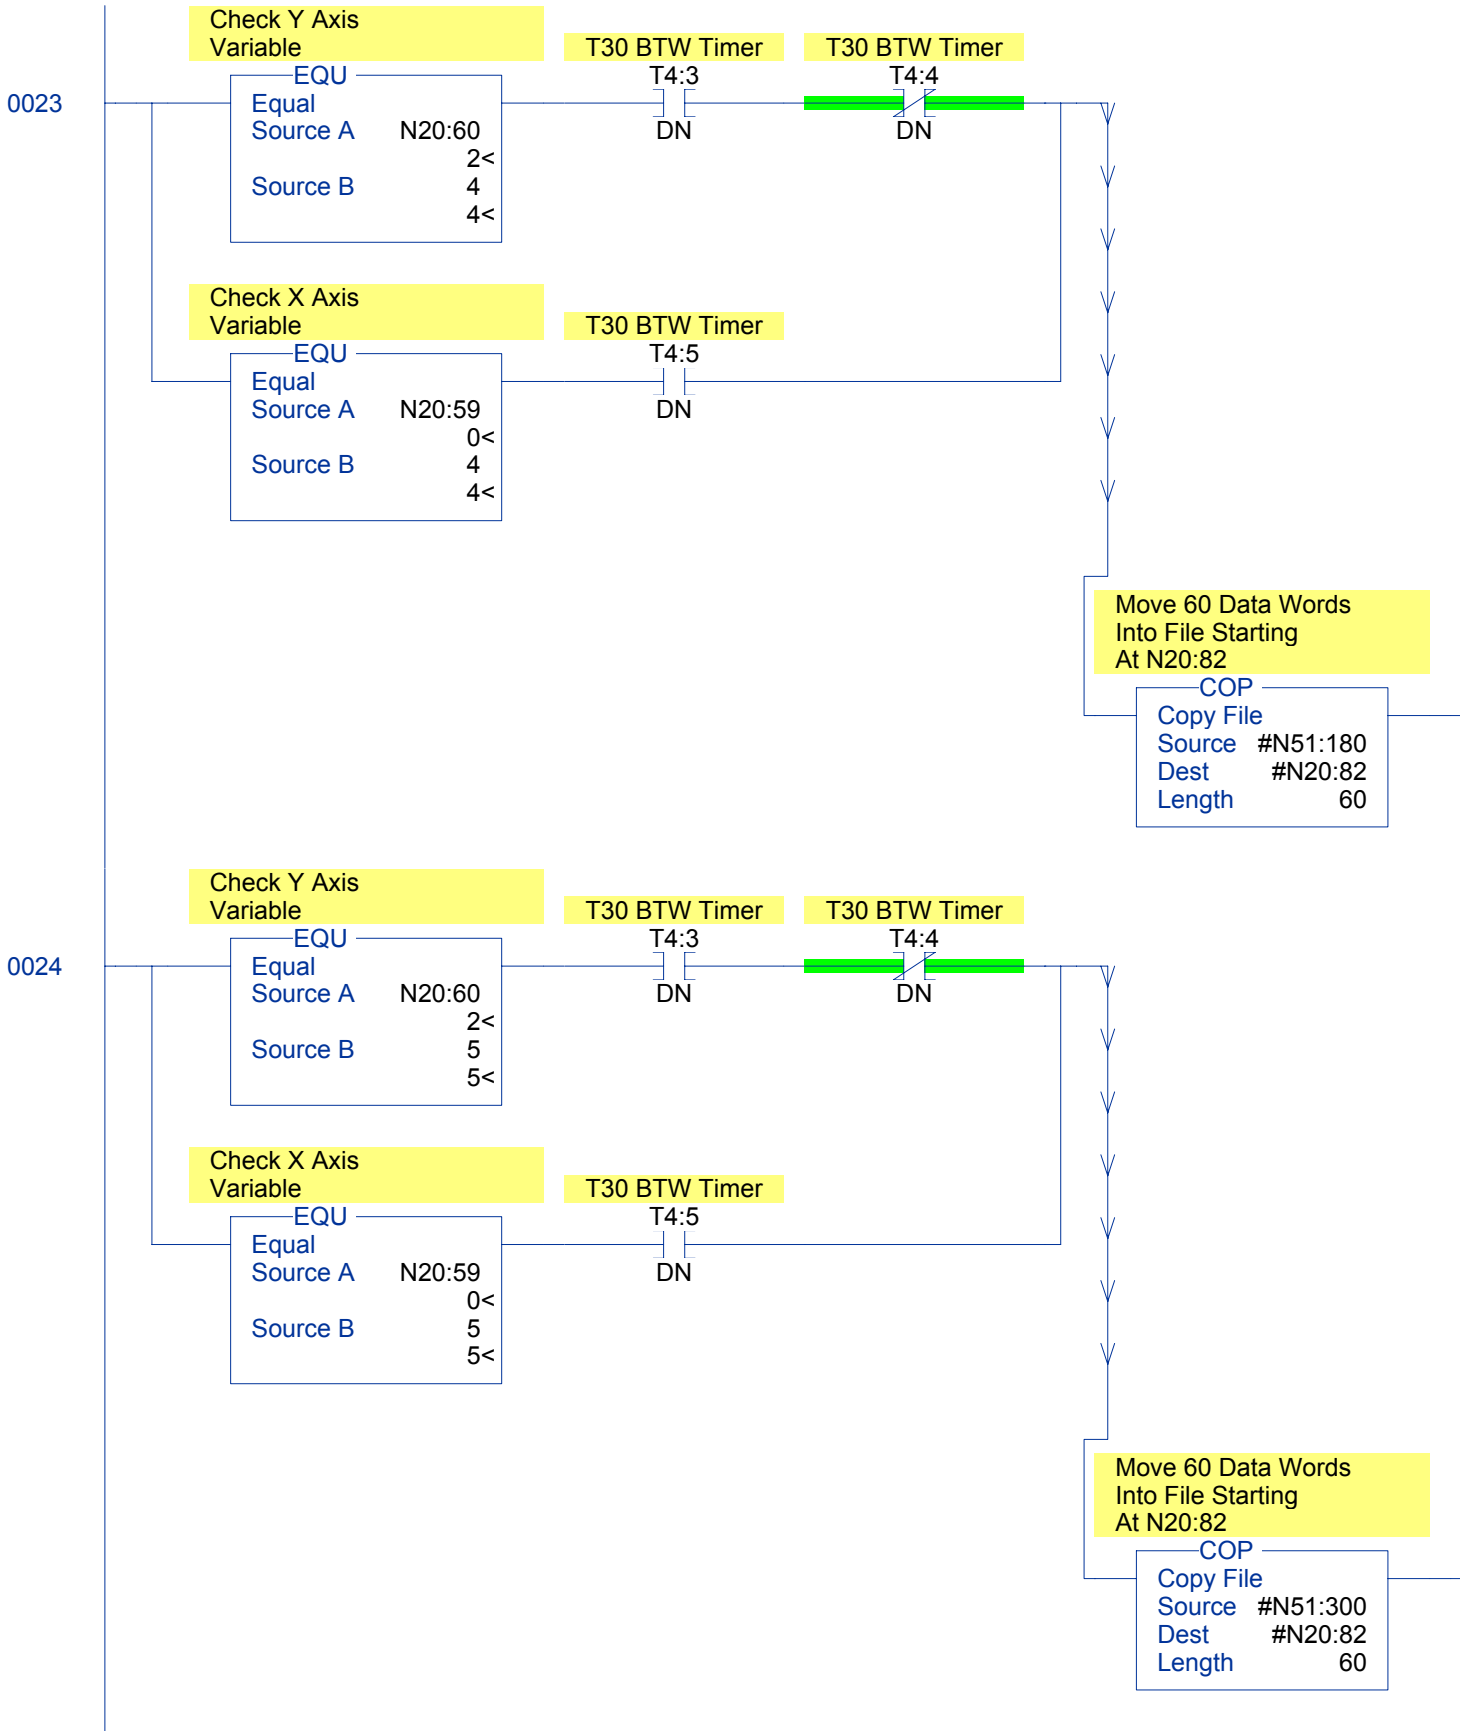 Check Y Axis
Variable
T30 BTW Timer
T30 BTW Timer
EQU
T4:3
T4:4
0023
Equal
Source A N20:60
DN
DN
2<
Source B 4
4<
Check X Axis
Variable
T30 BTW Timer
EQU
T4:5
Equal
Source A N20:59
DN
0<
Source B 4
4<
Move 60 Data Words
Into File Starting
At N20:82
COP
Copy File
Source #N51:180
Dest #N20:82
Length 60
Check Y Axis
Variable
T30 BTW Timer
T30 BTW Timer
EQU
T4:3
T4:4
0024
Equal
Source A N20:60
DN
DN
2<
Source B 5
5<
Check X Axis
Variable
T30 BTW Timer
EQU
T4:5
Equal
Source A N20:59
DN
0<
Source B 5
5<
Move 60 Data Words
Into File Starting
At N20:82
COP
Copy File
Source #N51:300
Dest #N20:82
Length 60